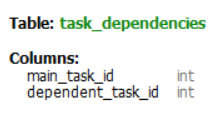 Table: task_dependencies
Columns:
main_task_id int
dependent_task_id int